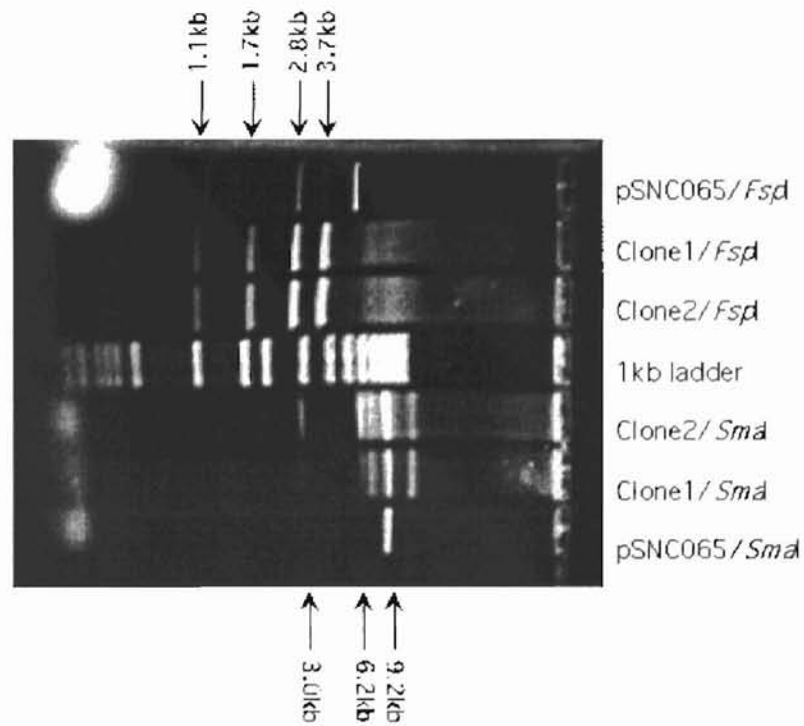 1.1kb
1.7kb
2.8kb
3.7kb
pSNC065/FspI
Clone1/FspI
Clone2/FspI
1kb ladder
Clone2/SmaI
Clone1/SmaI
pSNC065/SmaI
3.0kb
6.2kb
9.2kb